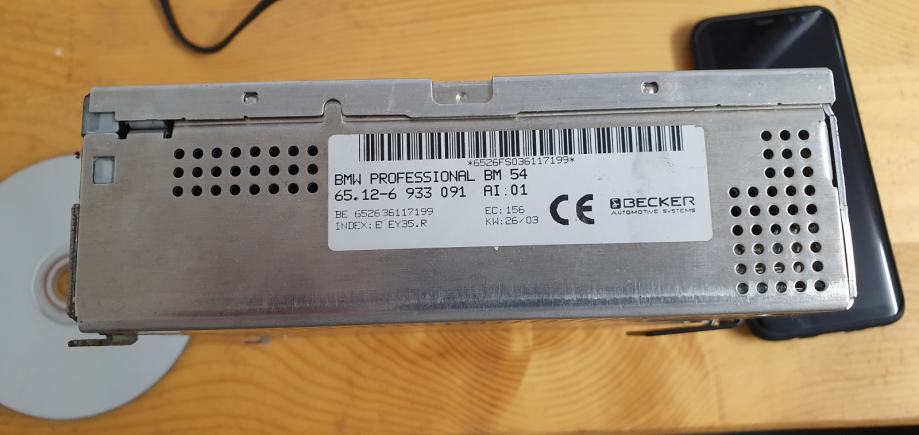 *6526FS036117199*
BMW PROFESSIONAL BM 54
65.12-6 933 091 AI:01
BE 652636117199
EC: 156
INDEX: E EY35.R
KW: 26/03
CE
BECKER
AUTOMOTIVE SYSTEMS